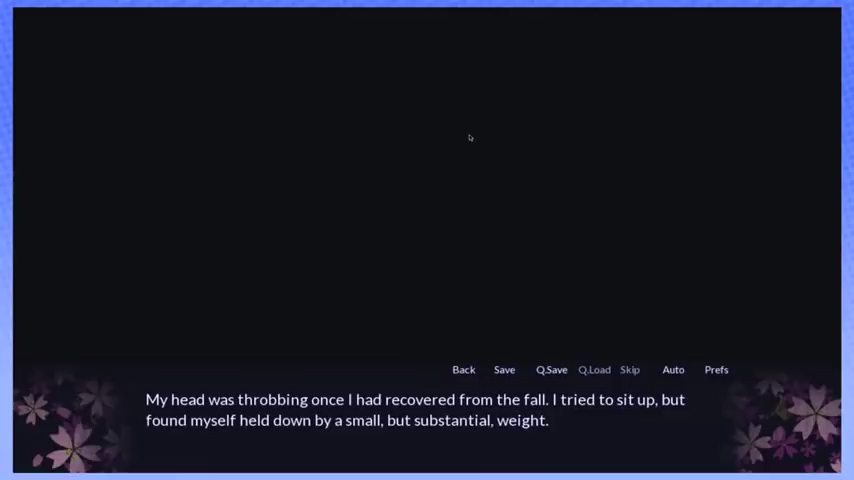 Back Save Q.Save Q.Load Skip Auto Prefs
My head was throbbing once I had recovered from the fall. I tried to sit up, but
found myself held down by a small, but substantial, weight.